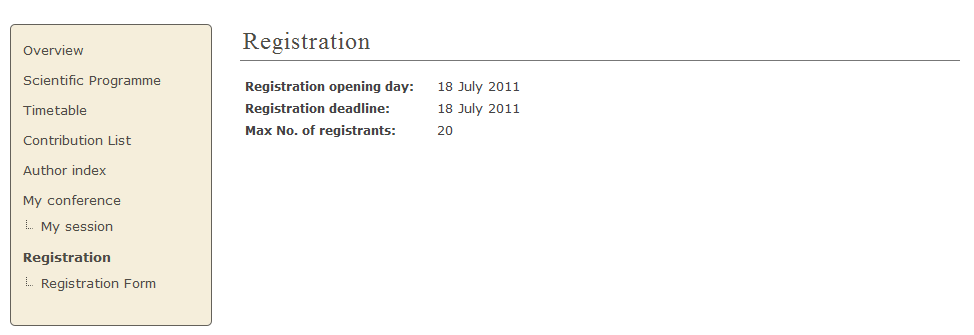 Overview
Scientific Programme
Timetable
Contribution List
Author index
My conference
My session
Registration
Registration Form
Registration
Registration opening day: 18 July 2011
Registration deadline: 18 July 2011
Max No. of registrants: 20